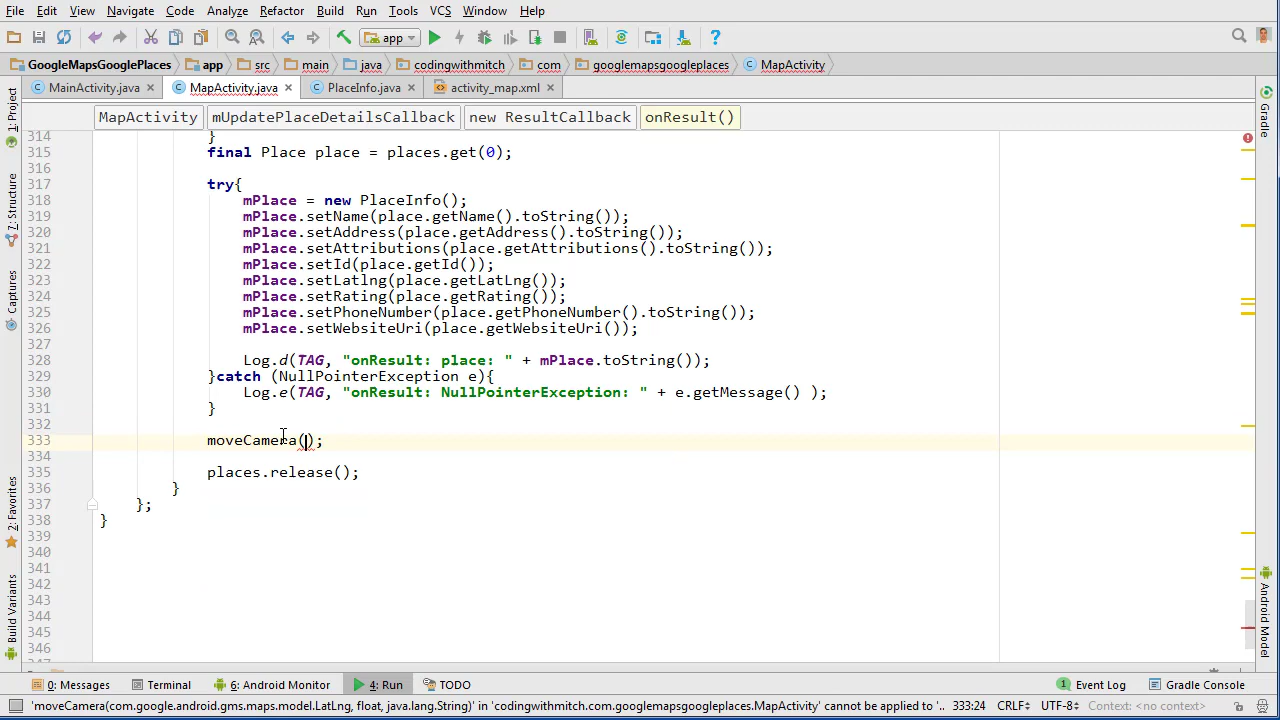 File Edit View Navigate Code Analyze Refactor Build Run Tools VCS Window Help
app
GoogleMapsGooglePlaces app src main java codingwithmitch com googlemapsgoogleplaces MapActivity
MainActivity.java MapActivity.java PlaceInfo.java activity_map.xml
MapActivity mUpdatePlaceDetailsCallback new ResultCallback onResult()
314 }
315 final Place place = places.get(0);
316
317 try{
318 mPlace = new PlaceInfo();
319 mPlace.setName(place.getName().toString());
320 mPlace.setAddress(place.getAddress().toString());
321 mPlace.setAttributions(place.getAttributions().toString());
322 mPlace.setId(place.getId());
323 mPlace.setLatlng(place.getLatLng());
324 mPlace.setRating(place.getRating());
325 mPlace.setPhoneNumber(place.getPhoneNumber().toString());
326 mPlace.setWebsiteUri(place.getWebsiteUri());
327
328 Log.d(TAG, "onResult: place: " + mPlace.toString());
329 }catch (NullPointerException e){
330 Log.e(TAG, "onResult: NullPointerException: " + e.getMessage() );
331 }
332
333 moveCamera();
334
335 places.release();
336 }
337 };
338 }
339
340
341
342
343
344
345
346
1: Project
7: Structure
Captures
2: Favorites
Build Variants
Gradle
Android Model
0: Messages Terminal 6: Android Monitor 4: Run TODO 1 Event Log Gradle Console
'moveCamera(com.google.android.gms.maps.model.LatLng, float, java.lang.String)' in 'codingwithmitch.com.googlemapsgoogleplaces.MapActivity' cannot be applied to '.. 333:24 CRLF UTF-8 Context: <no context>